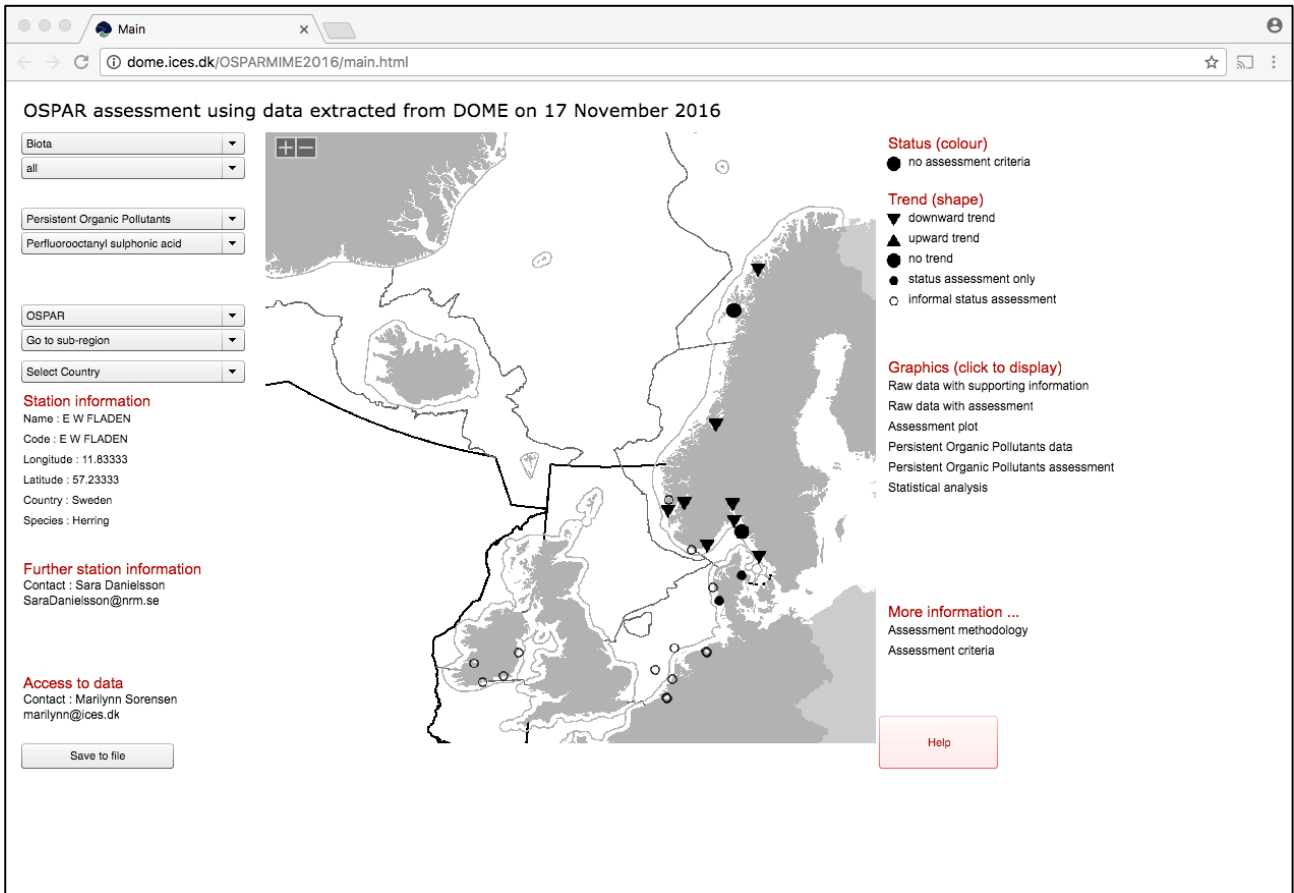 Main
dome.ices.dk/OSPARMIME2016/main.html
OSPAR assessment using data extracted from DOME on 17 November 2016
Biota
all
Persistent Organic Pollutants
Perfluorooctanyl sulphonic acid
OSPAR
Go to sub-region
Select Country
Station information
Name : E W FLADEN
Code : E W FLADEN
Longitude : 11.83333
Latitude : 57.23333
Country : Sweden
Species : Herring
Further station information
Contact : Sara Danielsson
SaraDanielsson@nrm.se
Access to data
Contact : Marilynn Sorensen
marilynn@ices.dk
Save to file
Status (colour)
no assessment criteria
Trend (shape)
downward trend
upward trend
no trend
status assessment only
informal status assessment
Graphics (click to display)
Raw data with supporting information
Raw data with assessment
Assessment plot
Persistent Organic Pollutants data
Persistent Organic Pollutants assessment
Statistical analysis
More information ...
Assessment methodology
Assessment criteria
Help